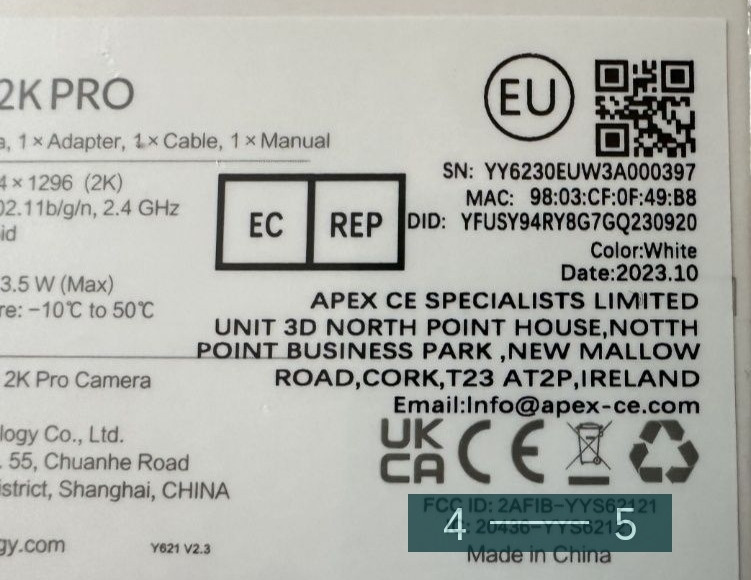 2K PRO
a, 1 × Adapter, 1 × Cable, 1 × Manual
4 × 1296 (2K)
02.11b/g/n, 2.4 GHz
id
3.5 W (Max)
re: −10℃ to 50℃
2K Pro Camera
logy Co., Ltd.
. 55, Chuanhe Road
istrict, Shanghai, CHINA
gy.com
Y621 V2.3
EC REP
EU
SN: YY6230EUW3A000397
MAC: 98:03:CF:0F:49:B8
DID: YFUSY94RY8G7GQ230920
Color:White
Date:2023.10
APEX CE SPECIALISTS LIMITED
UNIT 3D NORTH POINT HOUSE,NOTTH
POINT BUSINESS PARK ,NEW MALLOW
ROAD,CORK,T23 AT2P,IRELAND
Email:Info@apex-ce.com
UK
CA CE
FCC ID: 2AFIB-YYS62121
20436-YYS6212
4 — 5
Made in China